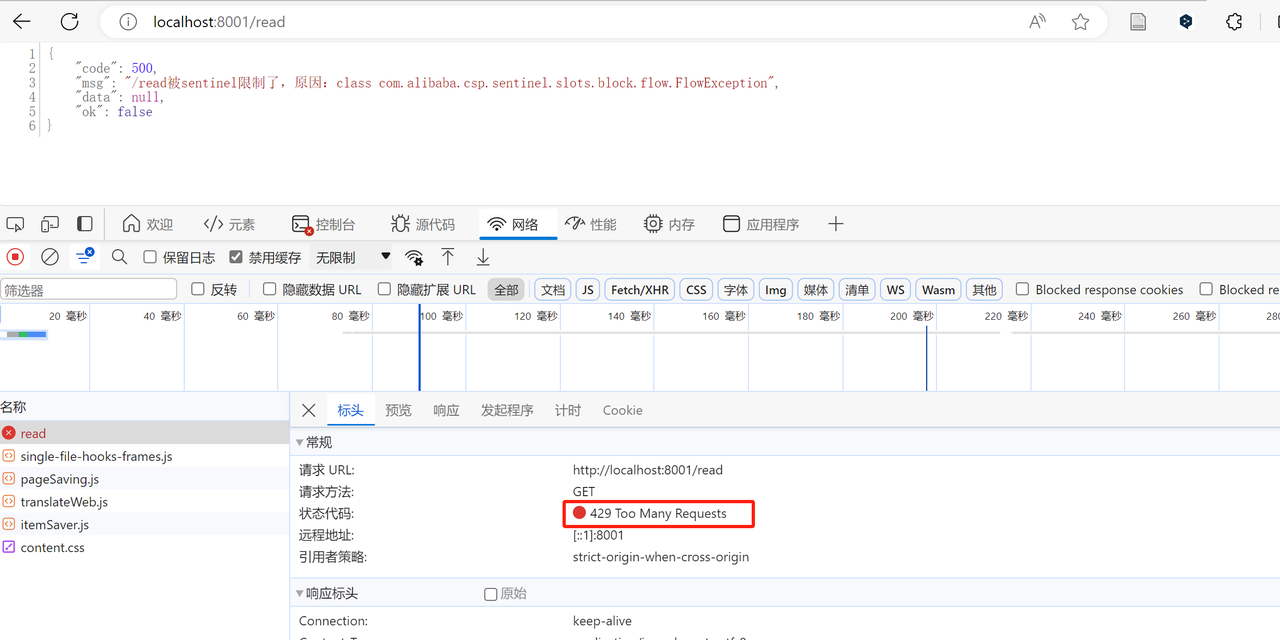 localhost:8001/read
1 {
2 "code": 500,
3 "msg": "/read被sentinel限制了，原因：class com.alibaba.csp.sentinel.slots.block.flow.FlowException",
4 "data": null,
5 "ok": false
6 }
欢迎 元素 控制台 源代码 网络 性能 内存 应用程序
保留日志 禁用缓存 无限制
筛选器 反转 隐藏数据 URL 隐藏扩展 URL 全部 文档 JS Fetch/XHR CSS 字体 Img 媒体 清单 WS Wasm 其他 Blocked response cookies Blocked re
20 毫秒 40 毫秒 60 毫秒 80 毫秒 100 毫秒 120 毫秒 140 毫秒 160 毫秒 180 毫秒 200 毫秒 220 毫秒 240 毫秒 260 毫秒 280
名称
read
single-file-hooks-frames.js
pageSaving.js
translateWeb.js
itemSaver.js
content.css
标头 预览 响应 发起程序 计时 Cookie
常规
请求 URL: http://localhost:8001/read
请求方法: GET
状态代码: 429 Too Many Requests
远程地址: [::1]:8001
引用者策略: strict-origin-when-cross-origin
响应标头 原始
Connection: keep-alive